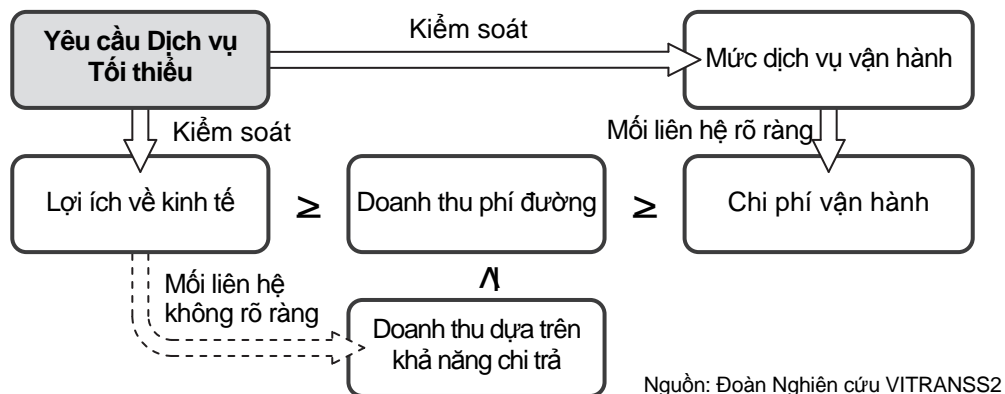 Yêu cầu Dịch vụ
Tối thiểu
Kiểm soát
Mức dịch vụ vận hành
Kiểm soát
Mối liên hệ rõ ràng
Lợi ích về kinh tế
≥
Doanh thu phí đường
≥
Chi phí vận hành
Mối liên hệ
không rõ ràng
≥
Doanh thu dựa trên
khả năng chi trả
Nguồn: Đoàn Nghiên cứu VITRANSS2